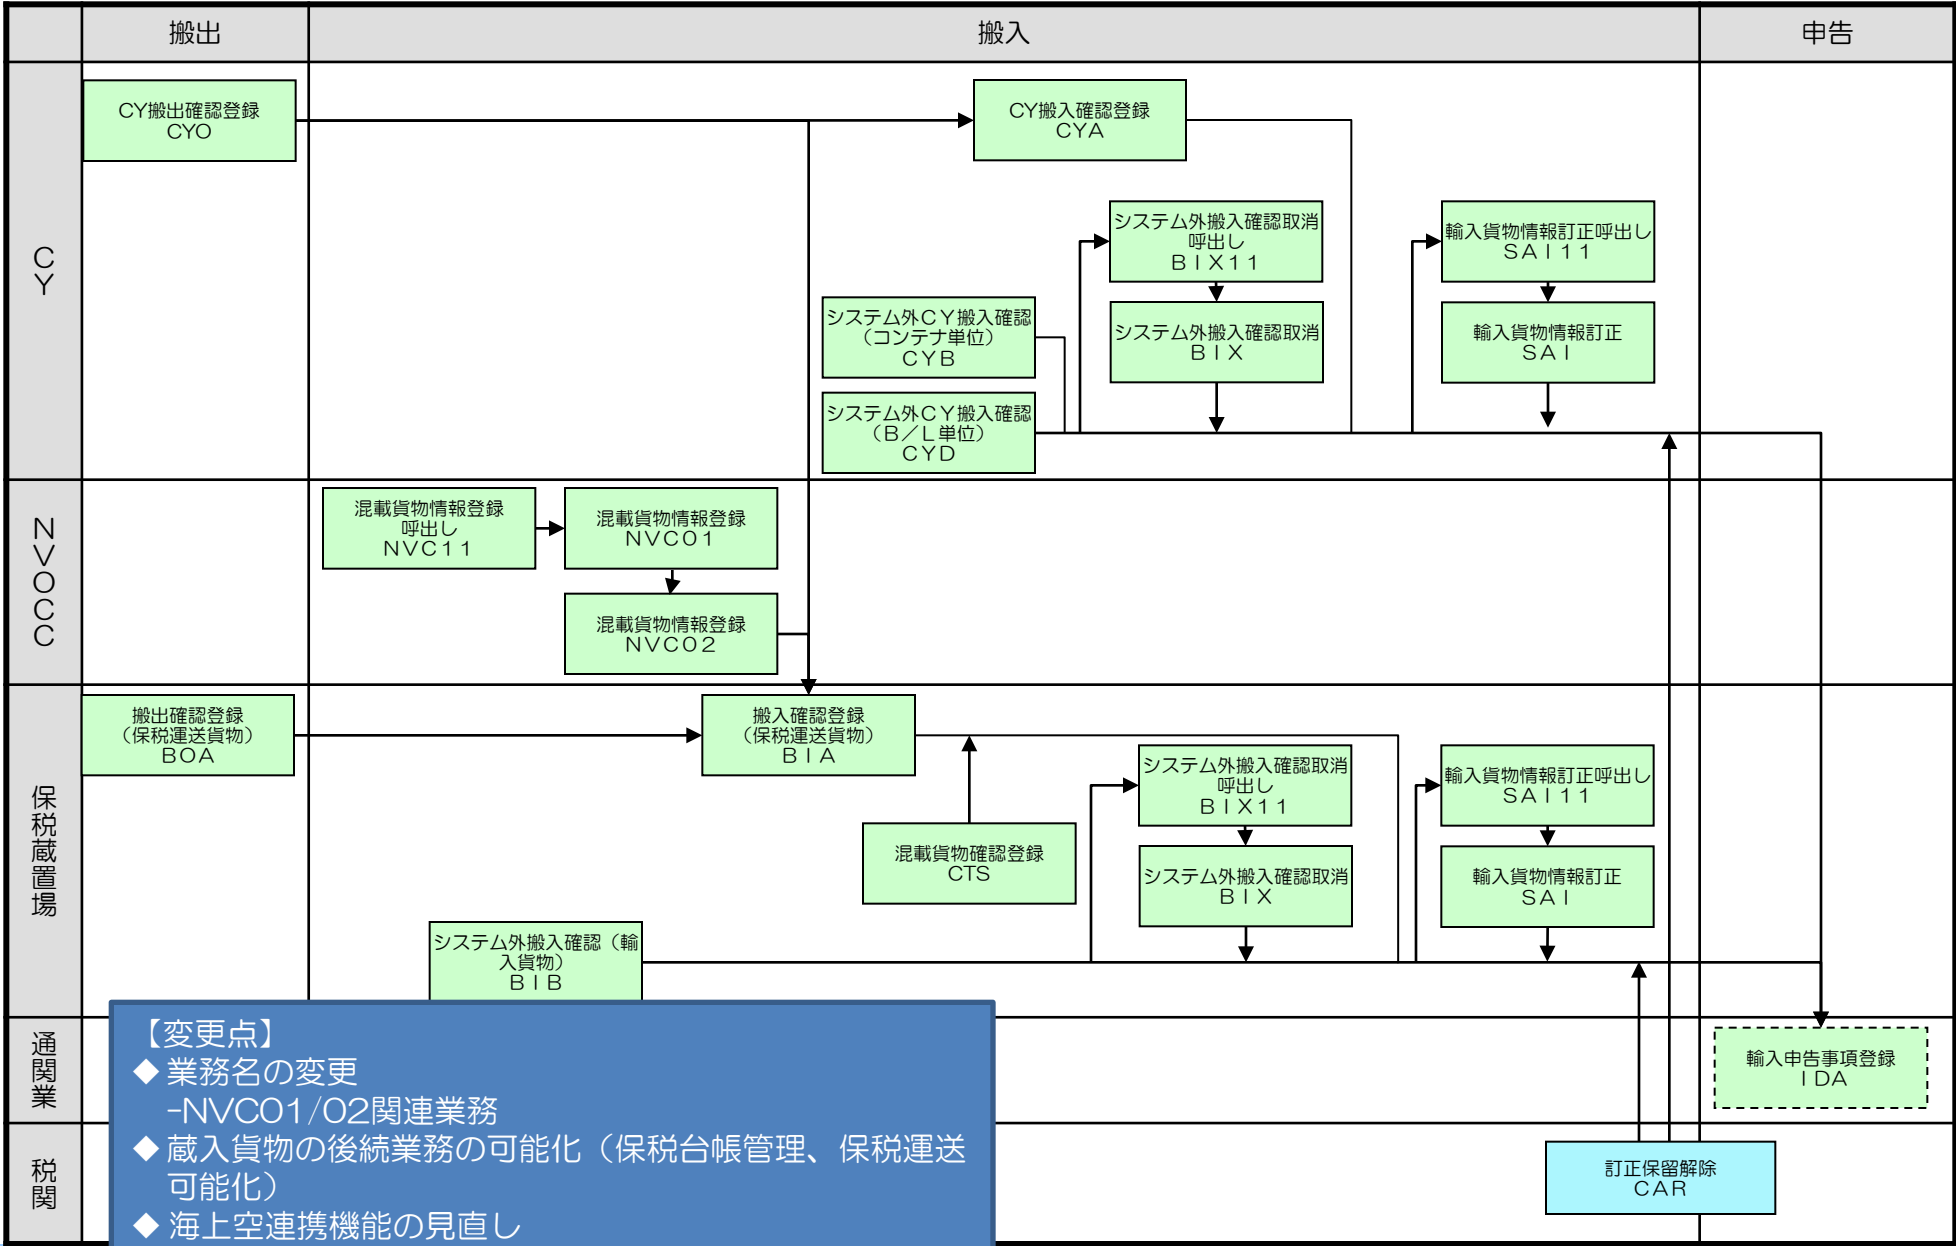 搬出
搬入
申告
ＣＹ
CY搬出確認登録
CYO
CY搬入確認登録
ＣＹＡ
システム外搬入確認取消
呼出し
ＢＩＸ１１
輸入貨物情報訂正呼出し
ＳＡＩ１１
システム外ＣＹ搬入確認
（コンテナ単位）
ＣＹＢ
システム外搬入確認取消
ＢＩＸ
輸入貨物情報訂正
ＳＡＩ
システム外ＣＹ搬入確認
（Ｂ／Ｌ単位）
ＣＹＤ
ＮＶＯＣＣ
混載貨物情報登録
呼出し
ＮＶＣ１１
混載貨物情報登録
ＮＶＣ０１
混載貨物情報登録
ＮＶＣ０２
保税蔵置場
搬出確認登録
（保税運送貨物）
ＢＯＡ
搬入確認登録
（保税運送貨物）
ＢＩＡ
システム外搬入確認取消
呼出し
ＢＩＸ１１
輸入貨物情報訂正呼出し
ＳＡＩ１１
混載貨物確認登録
CTS
システム外搬入確認取消
ＢＩＸ
輸入貨物情報訂正
ＳＡＩ
システム外搬入確認（輸
入貨物）
ＢＩＢ
通関業
輸入申告事項登録
ＩＤＡ
税関
訂正保留解除
ＣＡＲ
【変更点】
◆業務名の変更
-NVC01/02関連業務
◆蔵入貨物の後続業務の可能化（保税台帳管理、保税運送
可能化）
◆海上空連携機能の見直し